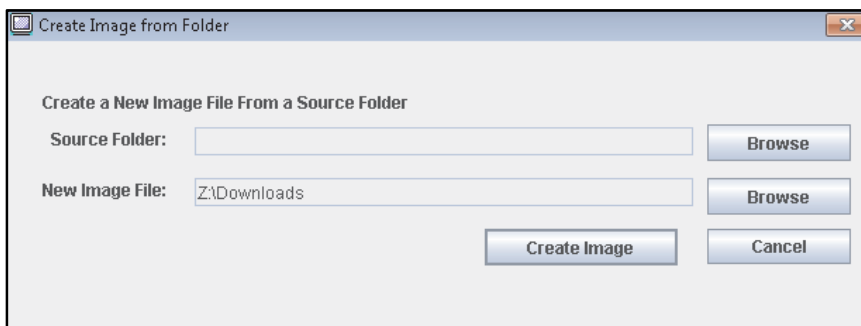 Create Image from Folder
Create a New Image File From a Source Folder
Source Folder:
Browse
New Image File:
Z:\Downloads
Browse
Create Image
Cancel